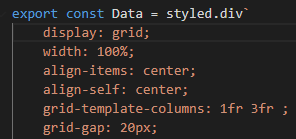 export const Data = styled.div`
display: grid;
width: 100%;
align-items: center;
align-self: center;
grid-template-columns: 1fr 3fr ;
grid-gap: 20px;